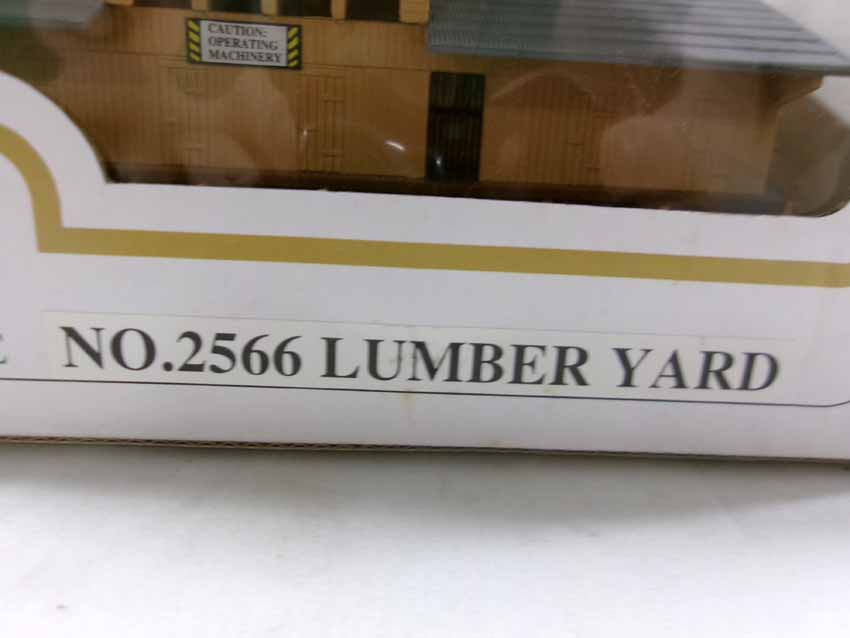 CAUTION:
OPERATING
MACHINERY
E NO.2566 LUMBER YARD